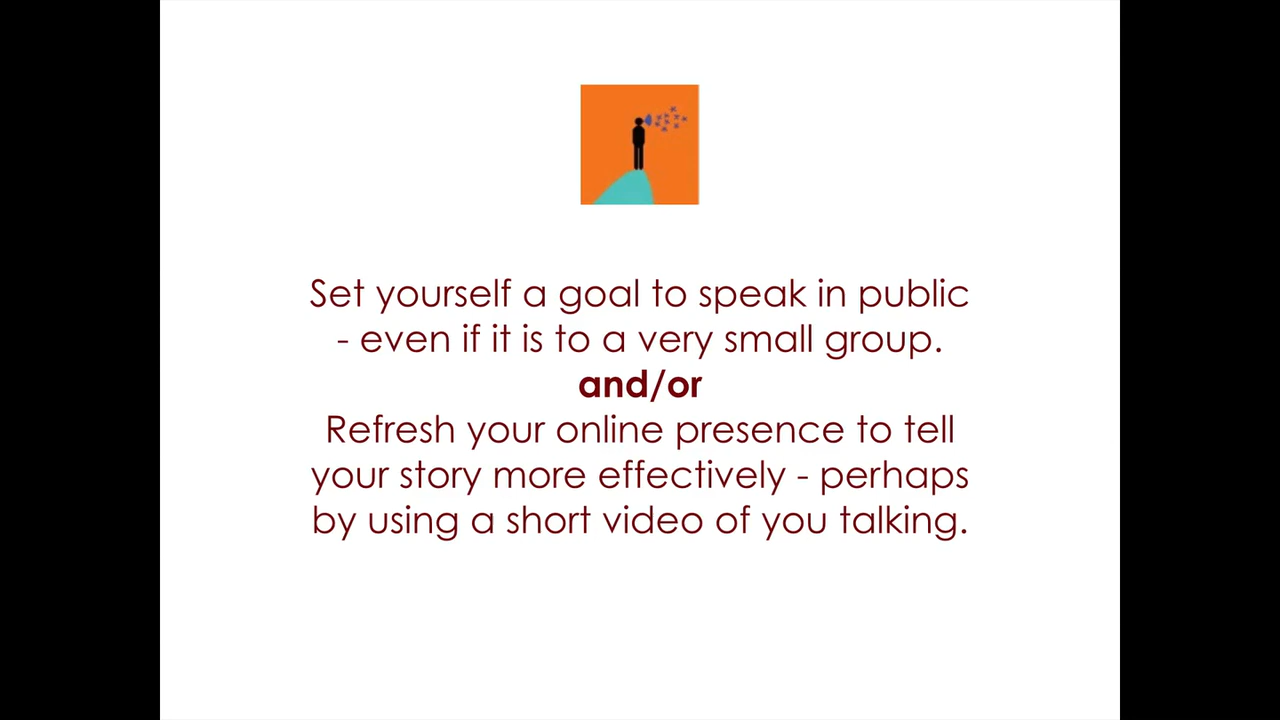 Set yourself a goal to speak in public
- even if it is to a very small group.
and/or
Refresh your online presence to tell
your story more effectively - perhaps
by using a short video of you talking.